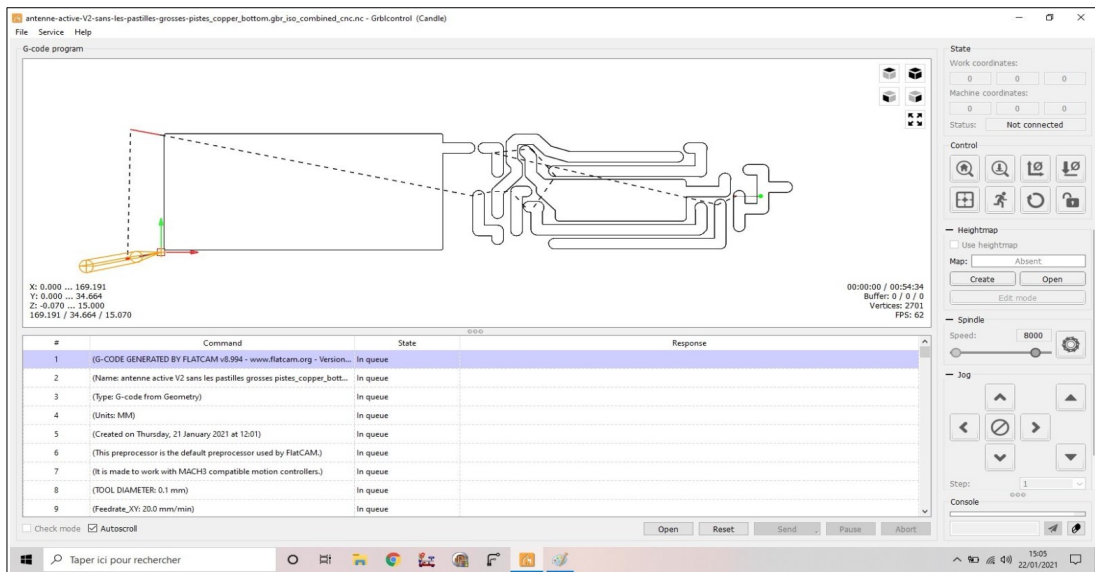 antenne-active-V2-sans-les-pastilles-grosses-pistes_copper_bottom.gbr_iso_combined_cnc.nc - Grblcontrol (Candle)
File Service Help
G-code program
X: 0.000 ... 169.191
Y: 0.000 ... 34.664
Z: -0.070 ... 15.000
169.191 / 34.664 / 15.070
00:00:00 / 00:54:34
Buffer: 0 / 0 / 0
Vertices: 2701
FPS: 62
# Command State Response
1 (G-CODE GENERATED BY FLATCAM v8.994 - www.flatcam.org - Version... In queue
2 (Name: antenne active V2 sans les pastilles grosses pistes_copper_bott... In queue
3 (Type: G-code from Geometry) In queue
4 (Units: MM) In queue
5 (Created on Thursday, 21 January 2021 at 12:01) In queue
6 (This preprocessor is the default preprocessor used by FlatCAM.) In queue
7 (It is made to work with MACH3 compatible motion controllers.) In queue
8 (TOOL DIAMETER: 0.1 mm) In queue
9 (Feedrate_XY: 20.0 mm/min) In queue
Check mode Autoscroll
Open Reset Send Pause Abort
State
Work coordinates:
0 0 0
Machine coordinates:
0 0 0
Status: Not connected
Control
Heightmap
Use heightmap
Map: Absent
Create Open
Edit mode
Spindle
Speed: 8000
Jog
Step: 1
Console
Taper ici pour rechercher
15:05
22/01/2021